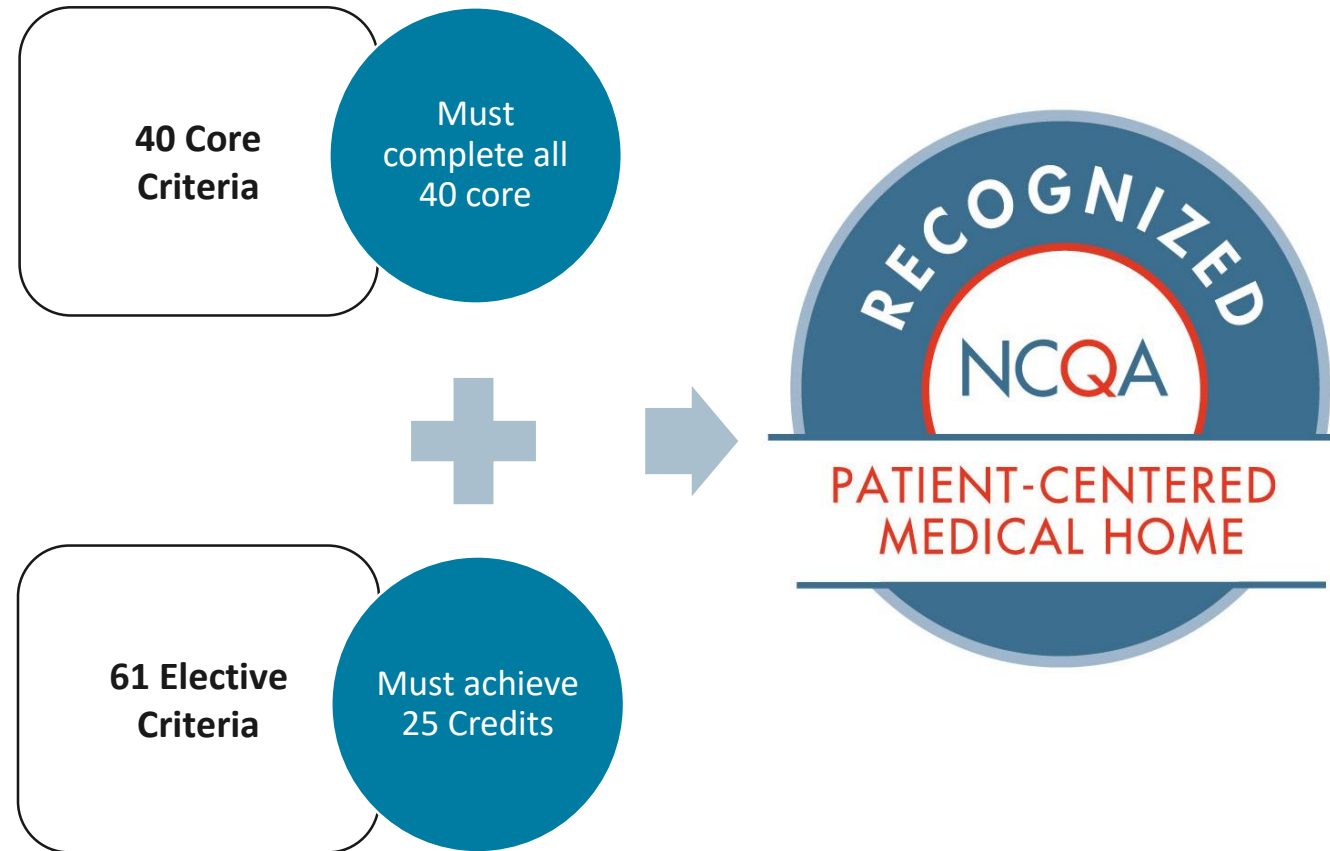 40 Core
Criteria
Must
complete all
40 core
61 Elective
Criteria
Must achieve
25 Credits
RECOGNIZED
NCQA
PATIENT-CENTERED
MEDICAL HOME